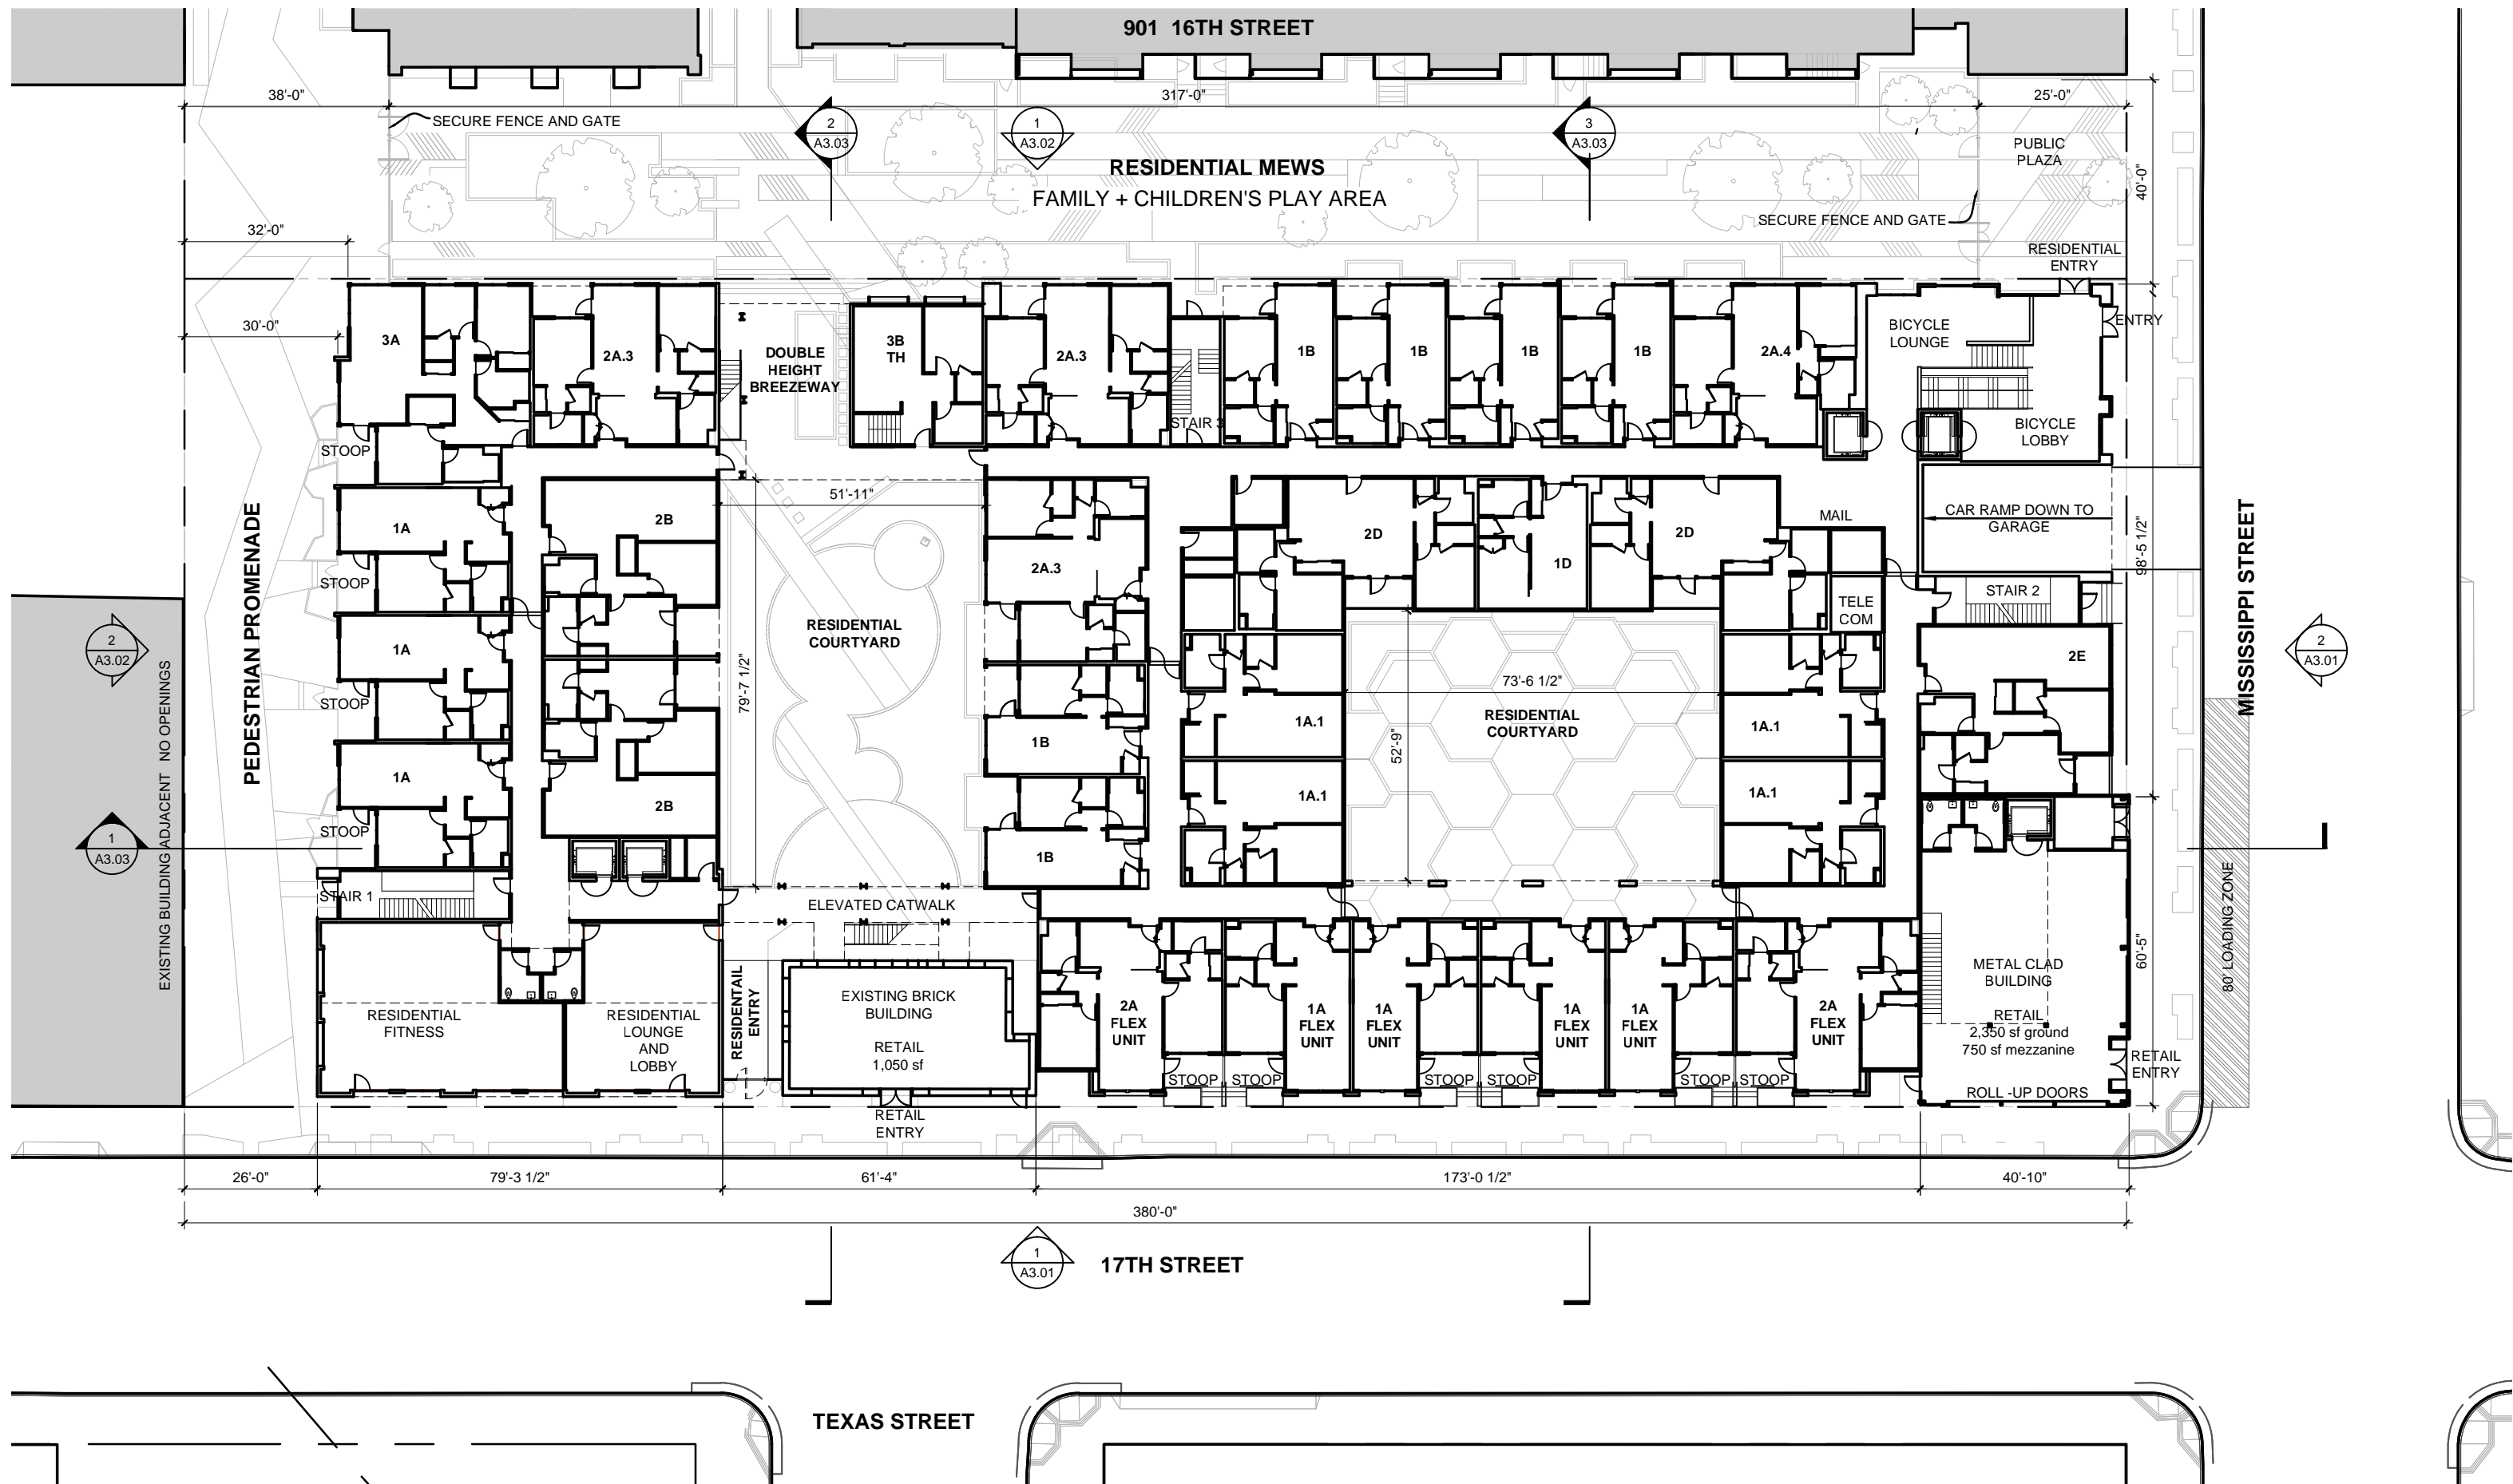 901 16TH STREET
38'-0"
317'-0"
25'-0"
SECURE FENCE AND GATE
2
A3.03
1
A3.02
3
A3.03
PUBLIC
PLAZA
RESIDENTIAL MEWS
FAMILY + CHILDREN'S PLAY AREA
40'-0"
SECURE FENCE AND GATE
32'-0"
RESIDENTIAL
ENTRY
30'-0"
3A
2A.3
DOUBLE
HEIGHT
BREEZEWAY
3B
TH
2A.3
STAIR 3
1B
1B
1B
1B
2A.4
BICYCLE
LOUNGE
ENTRY
BICYCLE
LOBBY
STOOP
51'-11"
1A
2B
2A.3
2D
1D
2D
MAIL
CAR RAMP DOWN TO
GARAGE
98'-5 1/2"
MISSISSIPPI STREET
PEDESTRIAN PROMENADE
STOOP
TELE
COM
STAIR 2
2
A3.02
1A
RESIDENTIAL
COURTYARD
79'-7 1/2"
2E
2
A3.01
STOOP
73'-6 1/2"
1B
1A.1
RESIDENTIAL
COURTYARD
52'-9"
1A.1
EXISTING BUILDING ADJACENT NO OPENINGS
1A
2B
1A.1
1A.1
STOOP
1
A3.03
1B
STAIR 1
ELEVATED CATWALK
80' LOADING ZONE
60'-5"
RESIDENTIAL
FITNESS
RESIDENTIAL
LOUNGE
AND
LOBBY
RESIDENTAIL
ENTRY
EXISTING BRICK
BUILDING
RETAIL
1,050 sf
2A
FLEX
UNIT
1A
FLEX
UNIT
1A
FLEX
UNIT
1A
FLEX
UNIT
1A
FLEX
UNIT
2A
FLEX
UNIT
METAL CLAD
BUILDING
RETAIL
2,350 sf ground
750 sf mezzanine
RETAIL
ENTRY
STOOP
STOOP
STOOP
STOOP
STOOP
STOOP
ROLL -UP DOORS
RETAIL
ENTRY
26'-0"
79'-3 1/2"
61'-4"
173'-0 1/2"
40'-10"
380'-0"
1
A3.01
17TH STREET
TEXAS STREET